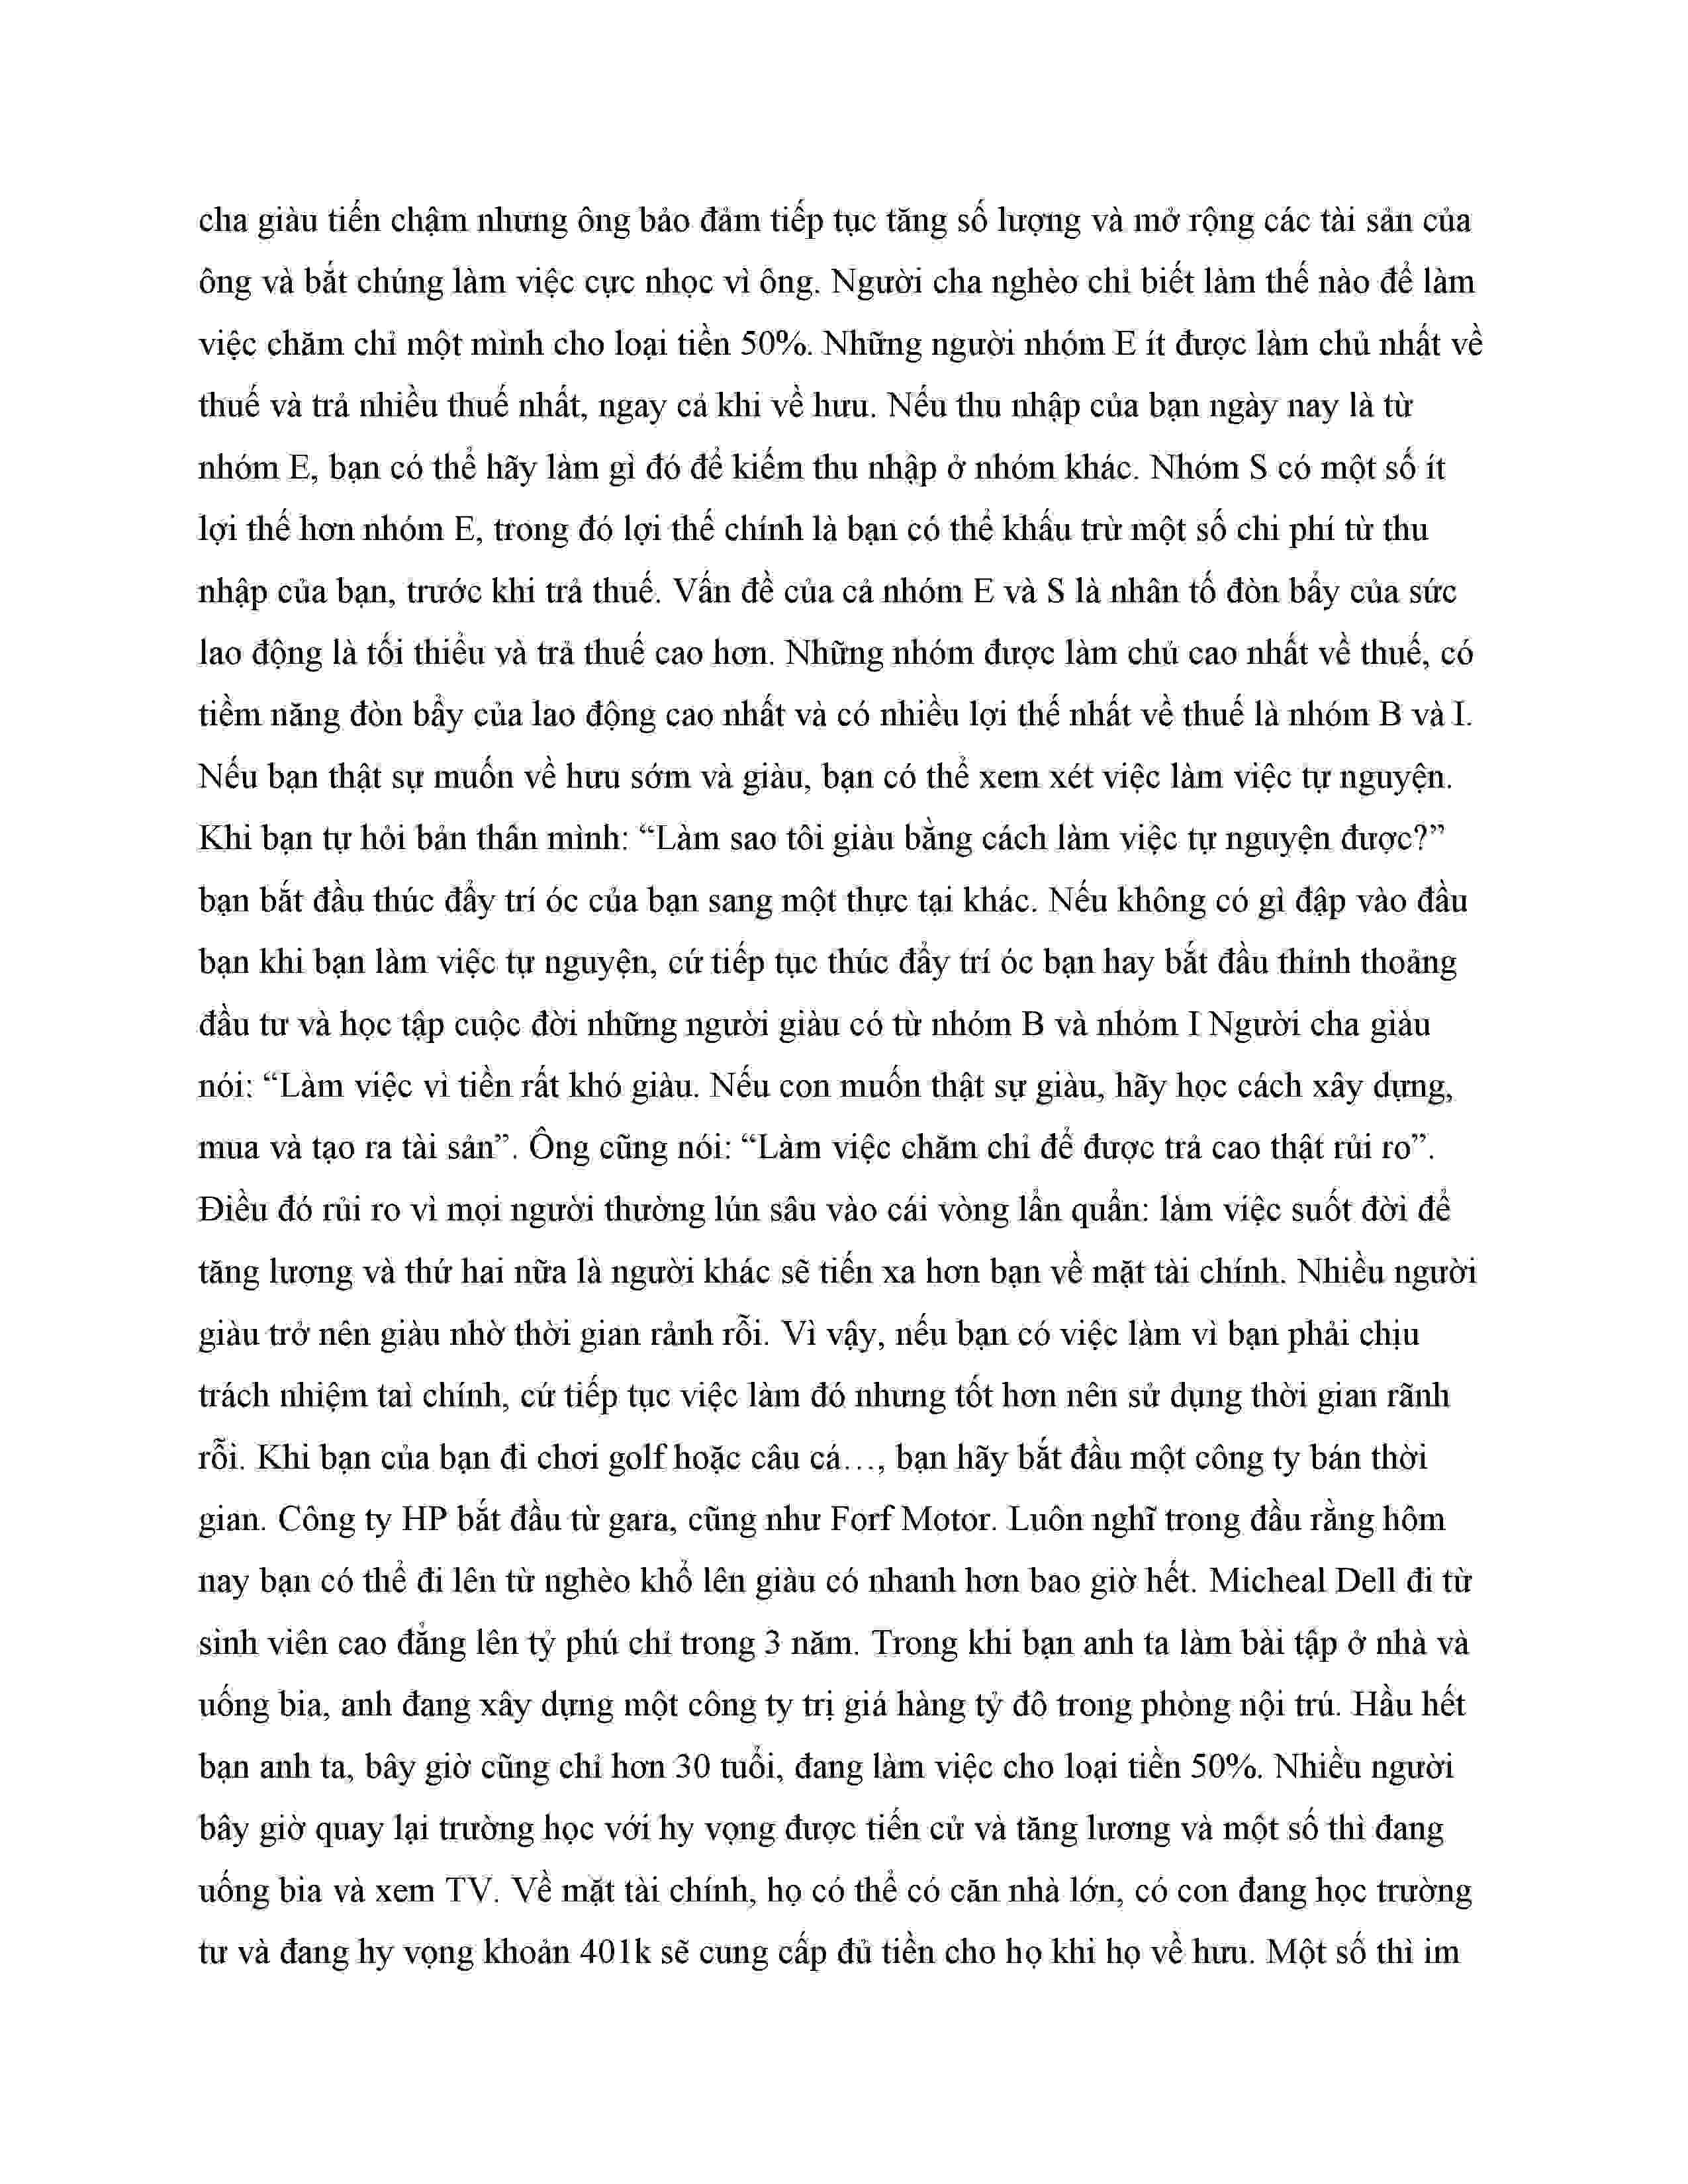 cha giàu tiến chậm nhưng ông bảo đảm tiếp tục tăng số lượng và mở rộng các tài sản của
ông và bắt chúng làm việc cực nhọc vì ông. Người cha nghèo chỉ biết làm thế nào để làm
việc chăm chỉ một mình cho loại tiền 50%. Những người nhóm E ít được làm chủ nhất về
thuế và trả nhiều thuế nhất, ngay cả khi về hưu. Nếu thu nhập của bạn ngày nay là từ
nhóm E, bạn có thể hãy làm gì đó để kiếm thu nhập ở nhóm khác. Nhóm S có một số ít
lợi thế hơn nhóm E, trong đó lợi thế chính là bạn có thể khấu trừ một số chi phí từ thu
nhập của bạn, trước khi trả thuế. Vấn đề của cả nhóm E và S là nhân tố đòn bẩy của sức
lao động là tối thiểu và trả thuế cao hơn. Những nhóm được làm chủ cao nhất về thuế, có
tiềm năng đòn bẩy của lao động cao nhất và có nhiều lợi thế nhất về thuế là nhóm B và I.
Nếu bạn thật sự muốn về hưu sớm và giàu, bạn có thể xem xét việc làm việc tự nguyện.
Khi bạn tự hỏi bản thân mình: “Làm sao tôi giàu bằng cách làm việc tự nguyện được?”
bạn bắt đầu thúc đẩy trí óc của bạn sang một thực tại khác. Nếu không có gì đập vào đầu
bạn khi bạn làm việc tự nguyện, cứ tiếp tục thúc đẩy trí óc bạn hay bắt đầu thỉnh thoảng
đầu tư và học tập cuộc đời những người giàu có từ nhóm B và nhóm I Người cha giàu
nói: “Làm việc vì tiền rất khó giàu. Nếu con muốn thật sự giàu, hãy học cách xây dựng,
mua và tạo ra tài sản”. Ông cũng nói: “Làm việc chăm chỉ để được trả cao thật rủi ro”.
Điều đó rủi ro vì mọi người thường lún sâu vào cái vòng lẩn quẩn: làm việc suốt đời để
tăng lương và thứ hai nữa là người khác sẽ tiến xa hơn bạn về mặt tài chính. Nhiều người
giàu trở nên giàu nhờ thời gian rảnh rỗi. Vì vậy, nếu bạn có việc làm vì bạn phải chịu
trách nhiệm taì chính, cứ tiếp tục việc làm đó nhưng tốt hơn nên sử dụng thời gian rãnh
rỗi. Khi bạn của bạn đi chơi golf hoặc câu cá…, bạn hãy bắt đầu một công ty bán thời
gian. Công ty HP bắt đầu từ gara, cũng như Forf Motor. Luôn nghĩ trong đầu rằng hôm
nay bạn có thể đi lên từ nghèo khổ lên giàu có nhanh hơn bao giờ hết. Micheal Dell đi từ
sinh viên cao đẳng lên tỷ phú chỉ trong 3 năm. Trong khi bạn anh ta làm bài tập ở nhà và
uống bia, anh đang xây dựng một công ty trị giá hàng tỷ đô trong phòng nội trú. Hầu hết
bạn anh ta, bây giờ cũng chỉ hơn 30 tuổi, đang làm việc cho loại tiền 50%. Nhiều người
bây giờ quay lại trường học với hy vọng được tiến cử và tăng lương và một số thì đang
uống bia và xem TV. Về mặt tài chính, họ có thể có căn nhà lớn, có con đang học trường
tư và đang hy vọng khoản 401k sẽ cung cấp đủ tiền cho họ khi họ về hưu. Một số thì im